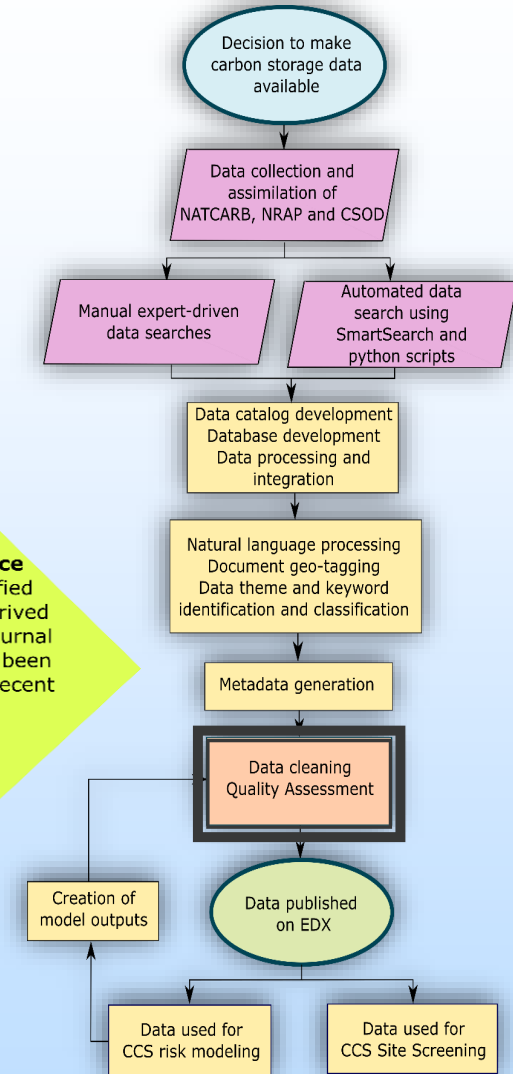 Decision to make
carbon storage data
available
Data collection and
assimilation of
NATCARB, NRAP and CSOD
Manual expert-driven
data searches
Automated data
search using
SmartSearch and
python scripts
Data catalog development
Database development
Data processing and
integration
Natural language processing
Document geo-tagging
Data theme and keyword
identification and classification
been
ecent
Metadata generation
Data cleaning
Quality Assessment
Creation of
model outputs
Data published
on EDX
Data used for
CCS risk modeling
Data used for
CCS Site Screening